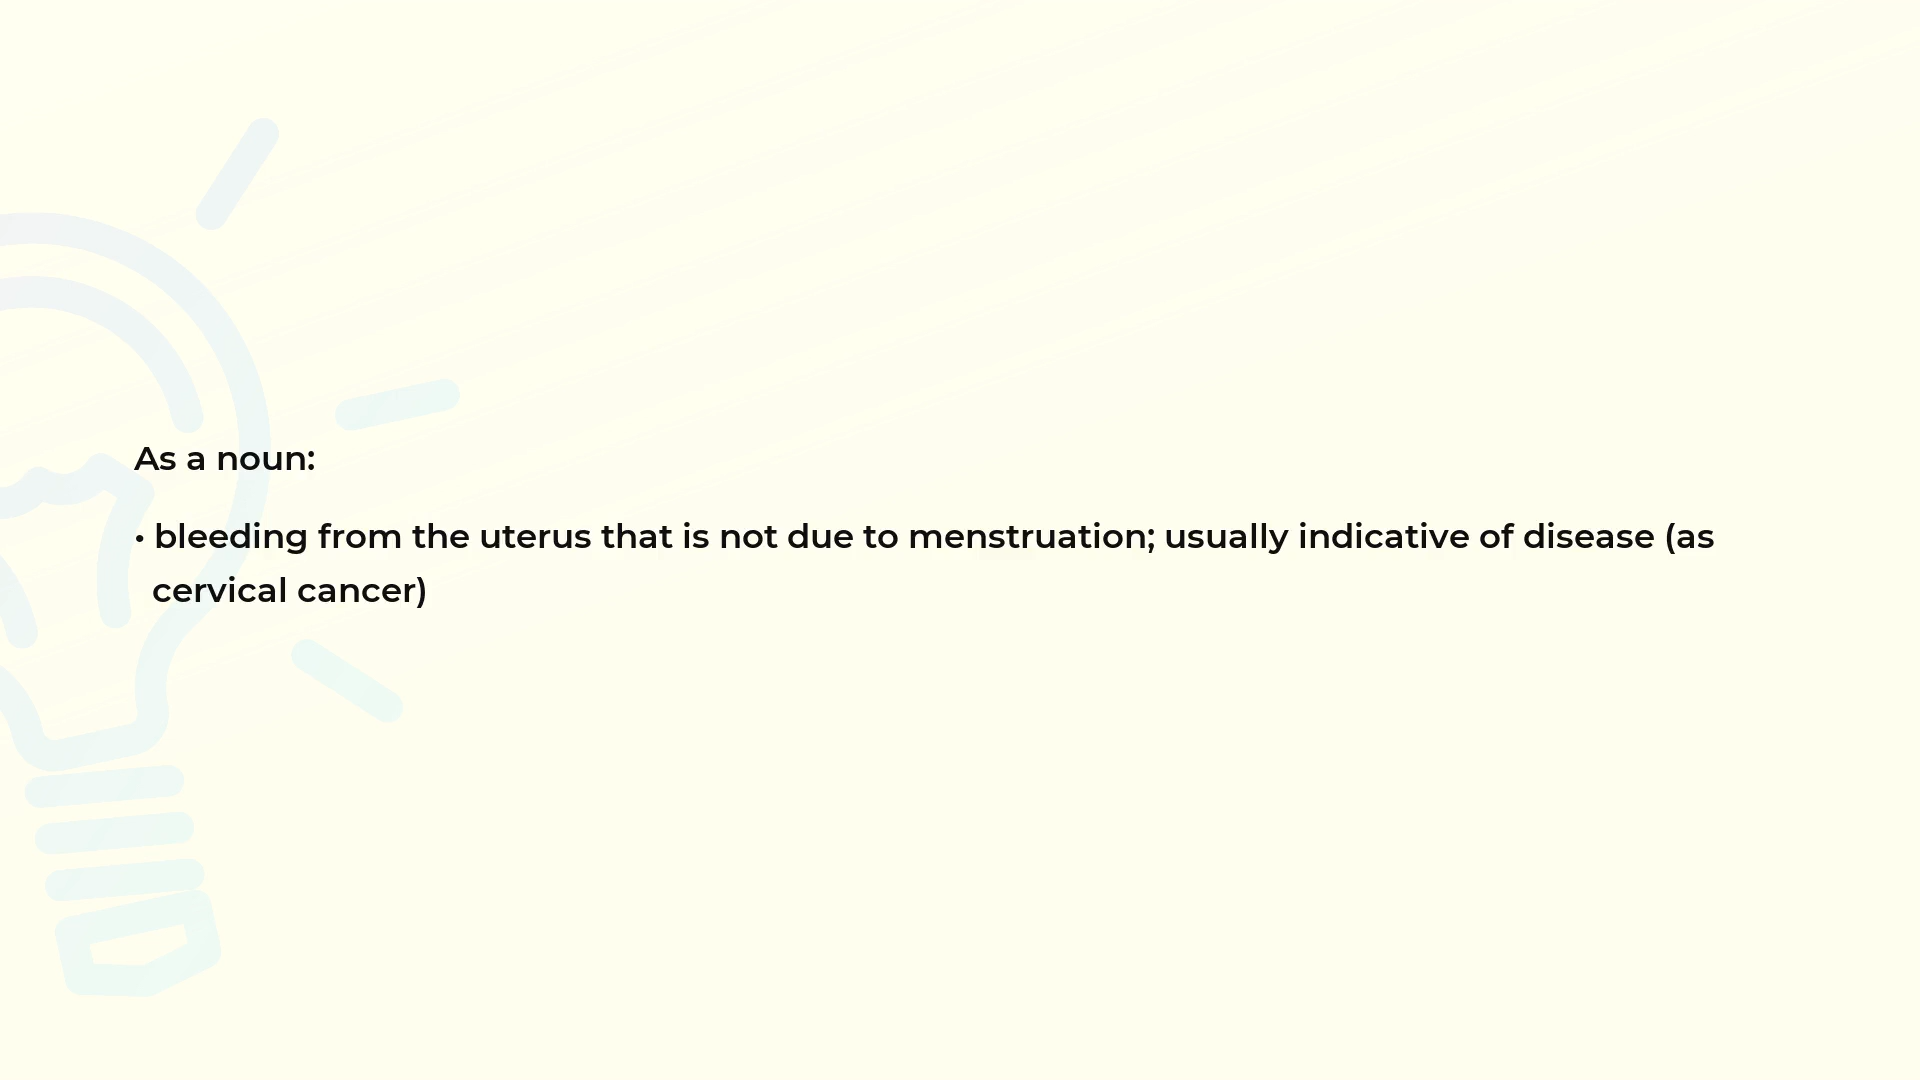 As a noun:
• bleeding from the uterus that is not due to menstruation; usually indicative of disease (as
cervical cancer)